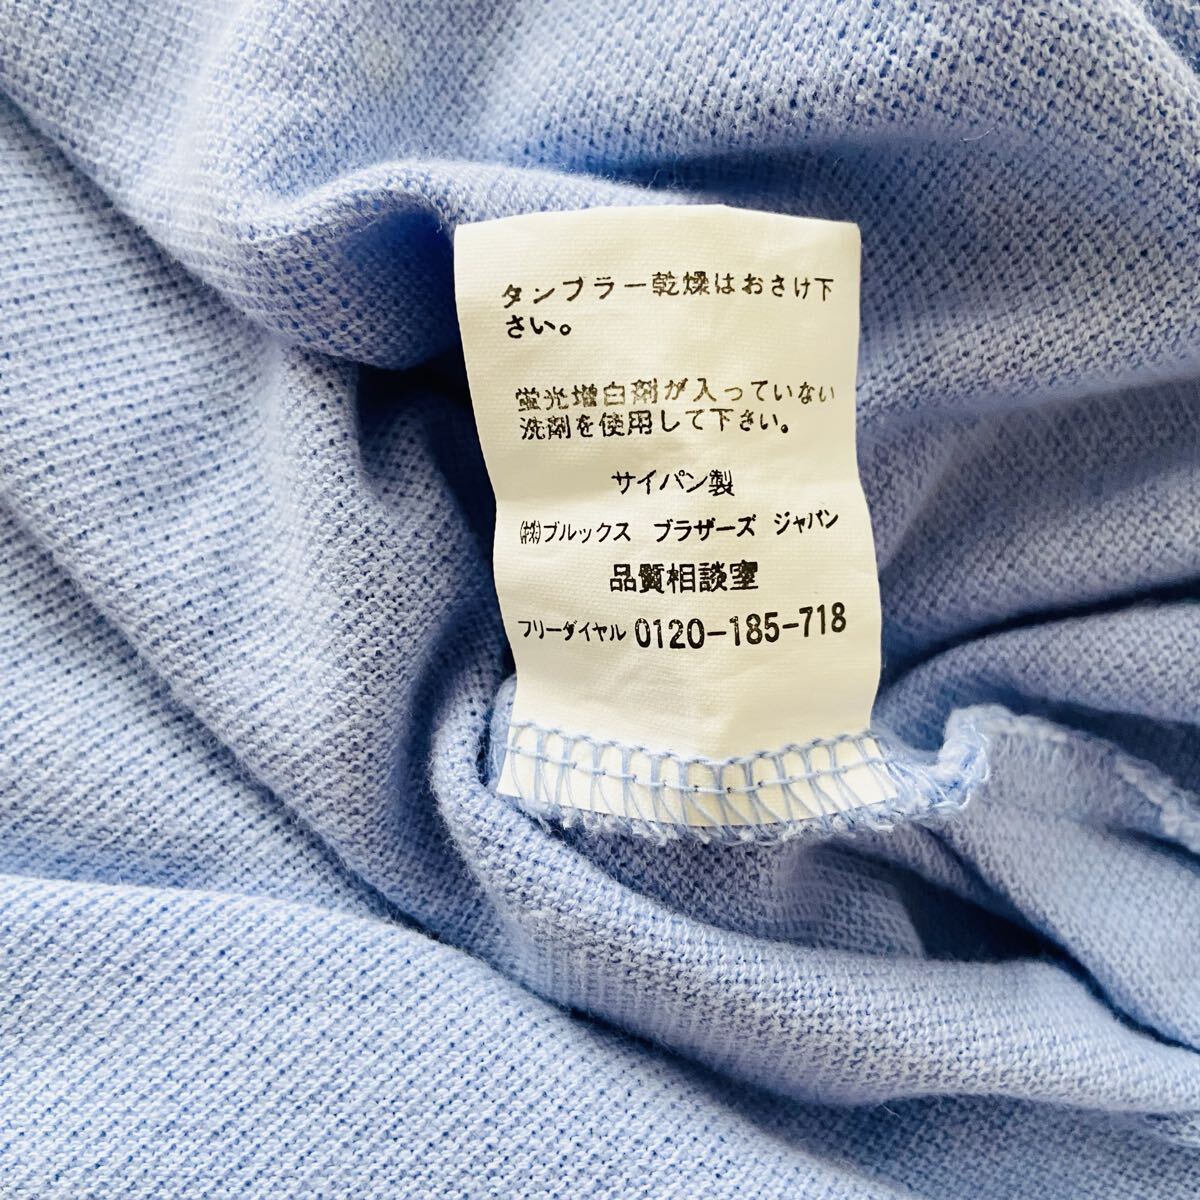 タンブラー乾燥はおさけ下
さい。
蛍光増白剤が入っていない
洗剤を使用して下さい。
サイパン製
㈱ブルックス ブラザーズ ジャパン
品質相談室
フリーダイヤル 0120-185-718